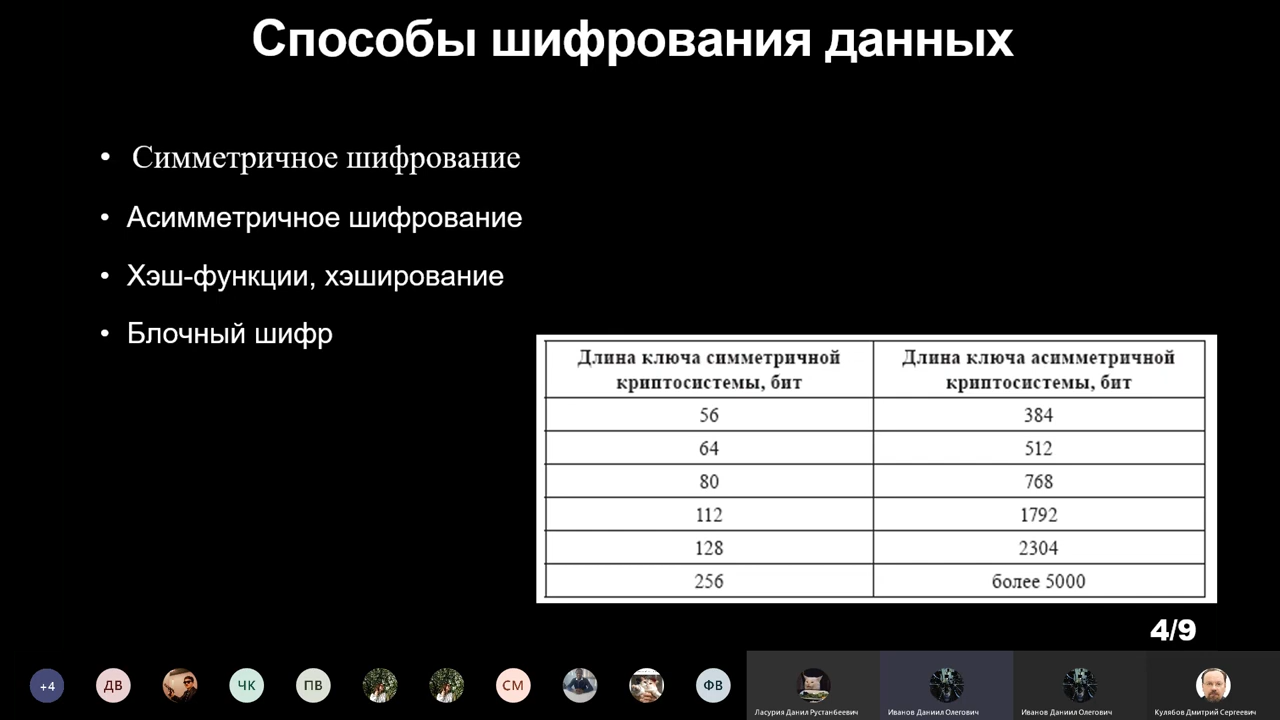 Способы шифрования данных
• Симметричное шифрование
• Асимметричное шифрование
• Хэш-функции, хэширование
• Блочный шифр
Длина ключа симметричной криптосистемы, бит | Длина ключа асимметричной криптосистемы, бит
56 | 384
64 | 512
80 | 768
112 | 1792
128 | 2304
256 | более 5000
4/9
+4 ДВ ЧК ПВ СМ ФВ
Ласурия Данил Рустанбеевич
Иванов Даниил Олегович
Иванов Даниил Олегович
Кулябов Дмитрий Сергеевич